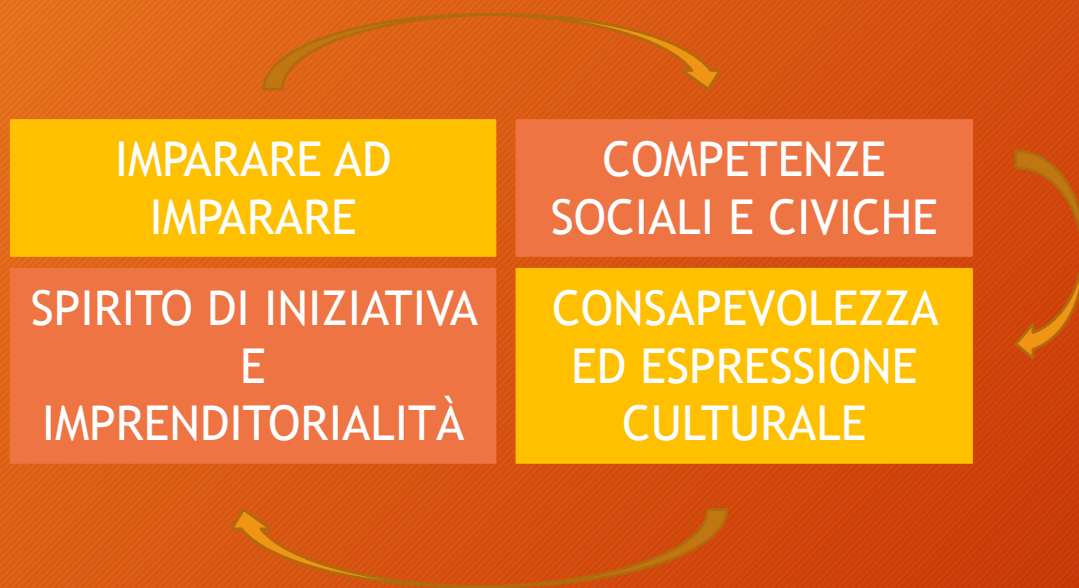 IMPARARE AD
IMPARARE
COMPETENZE
SOCIALI E CIVICHE
SPIRITO DI INIZIATIVA
E
IMPRENDITORIALITÀ
CONSAPEVOLEZZA
ED ESPRESSIONE
CULTURALE